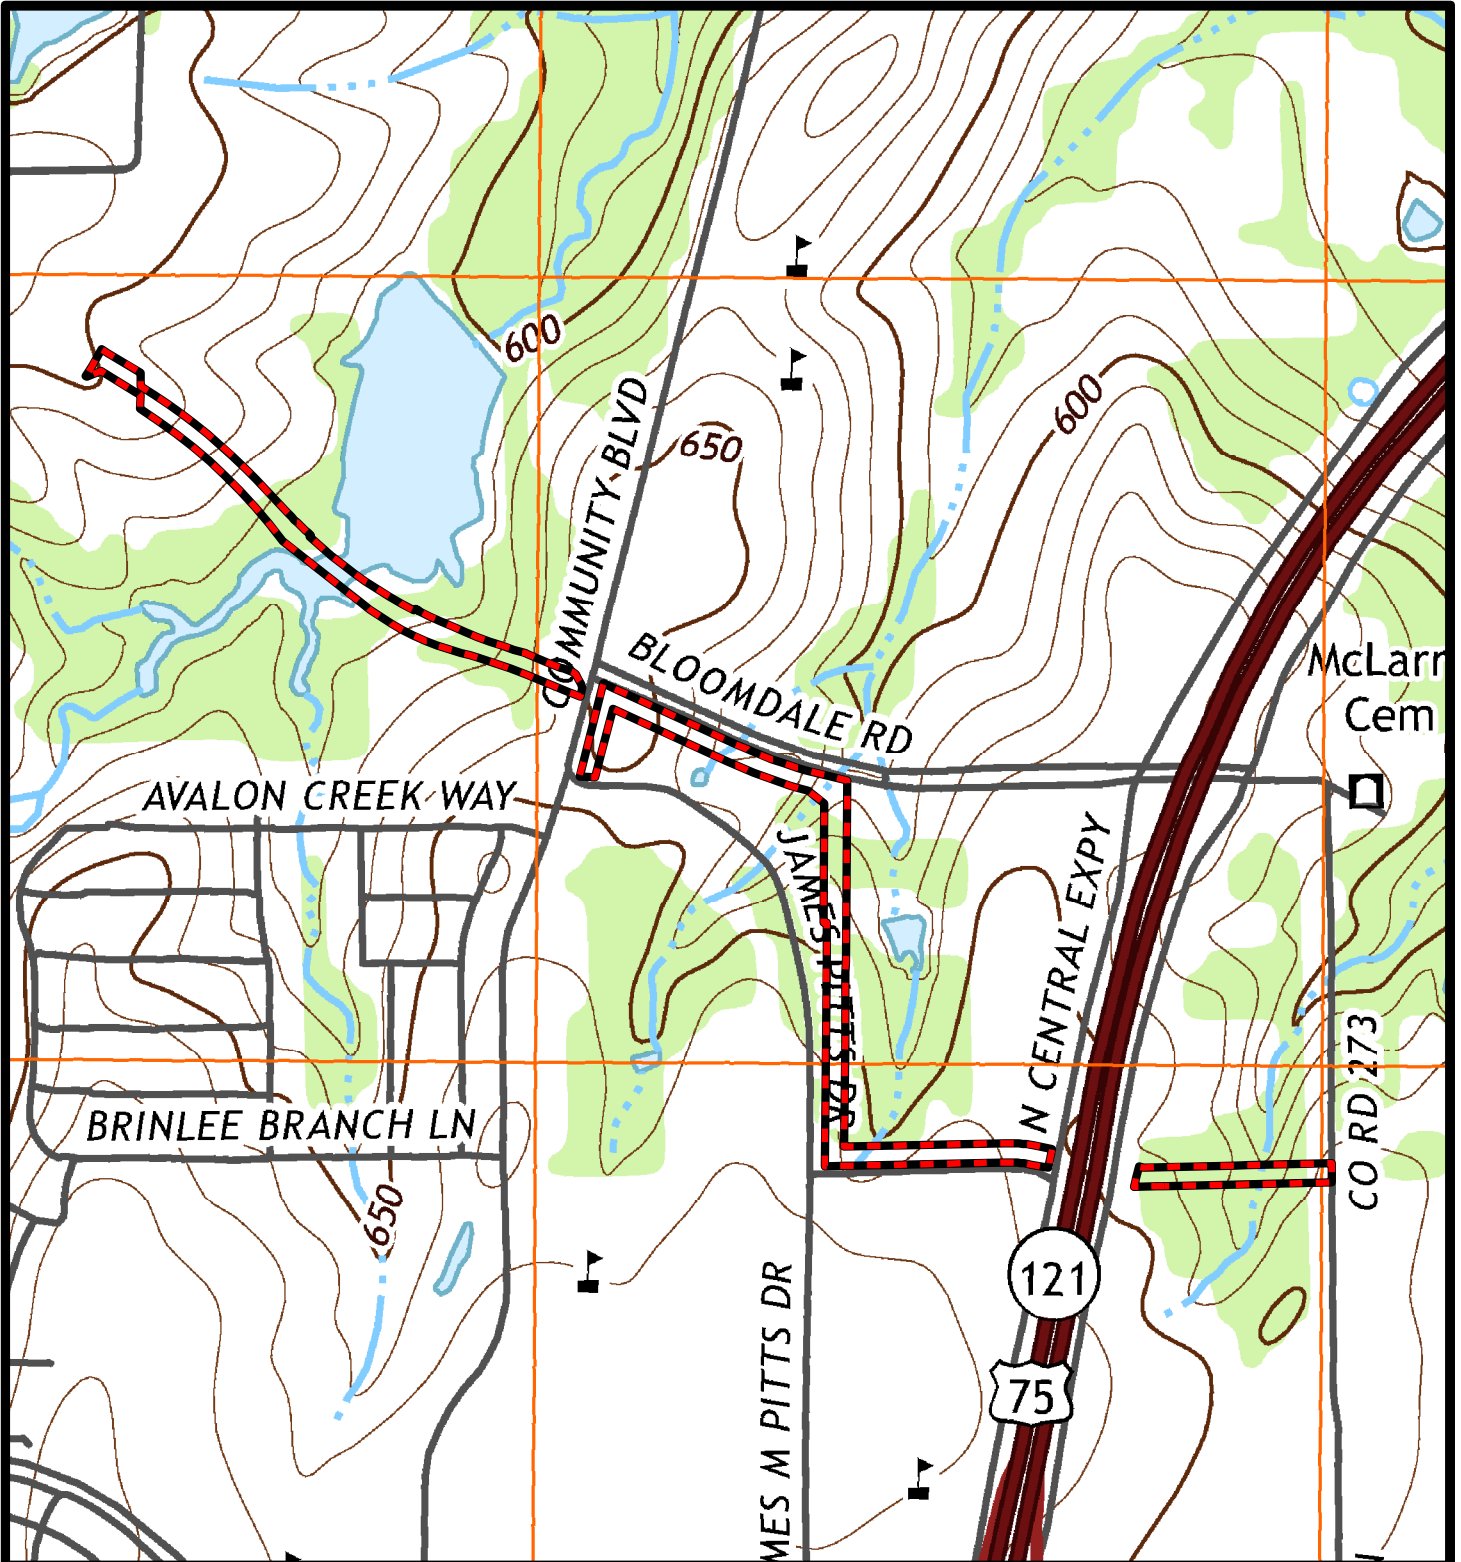 600
COMMUNITY BLVD
650
600
BLOOMDALE RD
McLarr
Cem
AVALON CREEK WAY
JAMES PITTS DR
N CENTRAL EXPY
BRINLEE BRANCH LN
CO RD 273
650
121
MES M PITTS DR
75